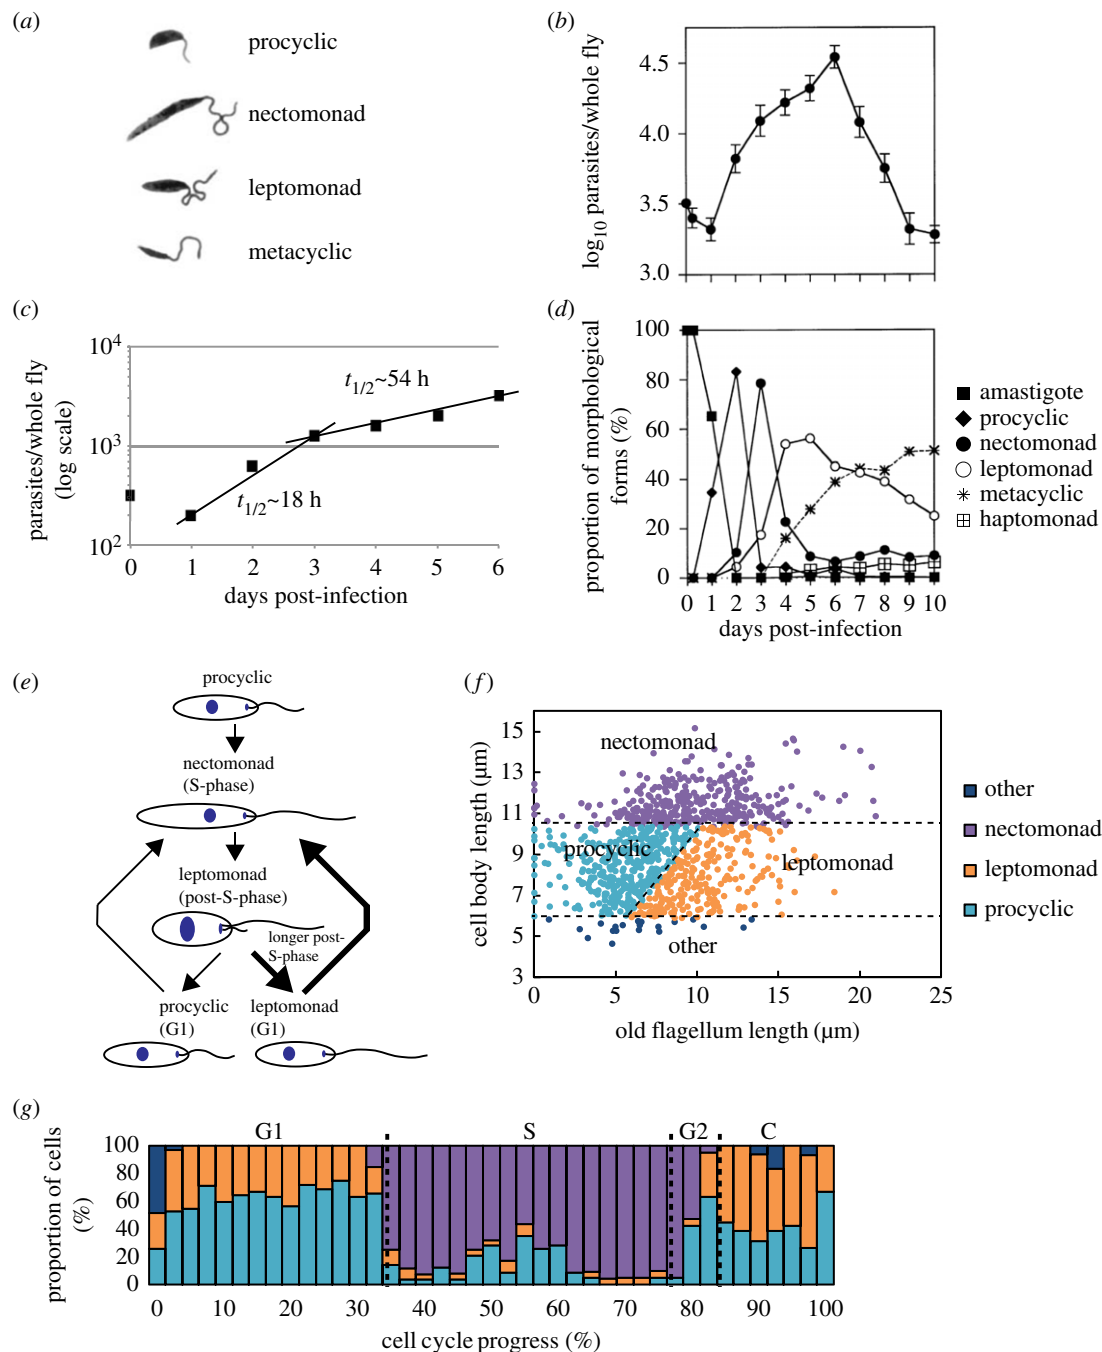 (a)
procyclic
nectomonad
leptomonad
metacyclic
(b)
log10 parasites/whole fly
4.5
4.0
3.5
3.0
(c)
parasites/whole fly
(log scale)
10^4
10^3
10^2
t1/2~54 h
t1/2~18 h
0 1 2 3 4 5 6
days post-infection
(d)
proportion of morphological
forms (%)
100
80
60
40
20
0
0 1 2 3 4 5 6 7 8 9 10
days post-infection
amastigote
procyclic
nectomonad
leptomonad
metacyclic
haptomonad
(e)
procyclic
nectomonad
(S-phase)
leptomonad
(post-S-phase)
longer post-
S-phase
procyclic
(G1)
leptomonad
(G1)
(f)
cell body length (μm)
15
13
11
9
7
5
3
nectomonad
procyclic
leptomonad
other
0 5 10 15 20 25
old flagellum length (μm)
other
nectomonad
leptomonad
procyclic
(g)
proportion of cells
(%)
100
80
60
40
20
0
G1 S G2 C
0 10 20 30 40 50 60 70 80 90 100
cell cycle progress (%)